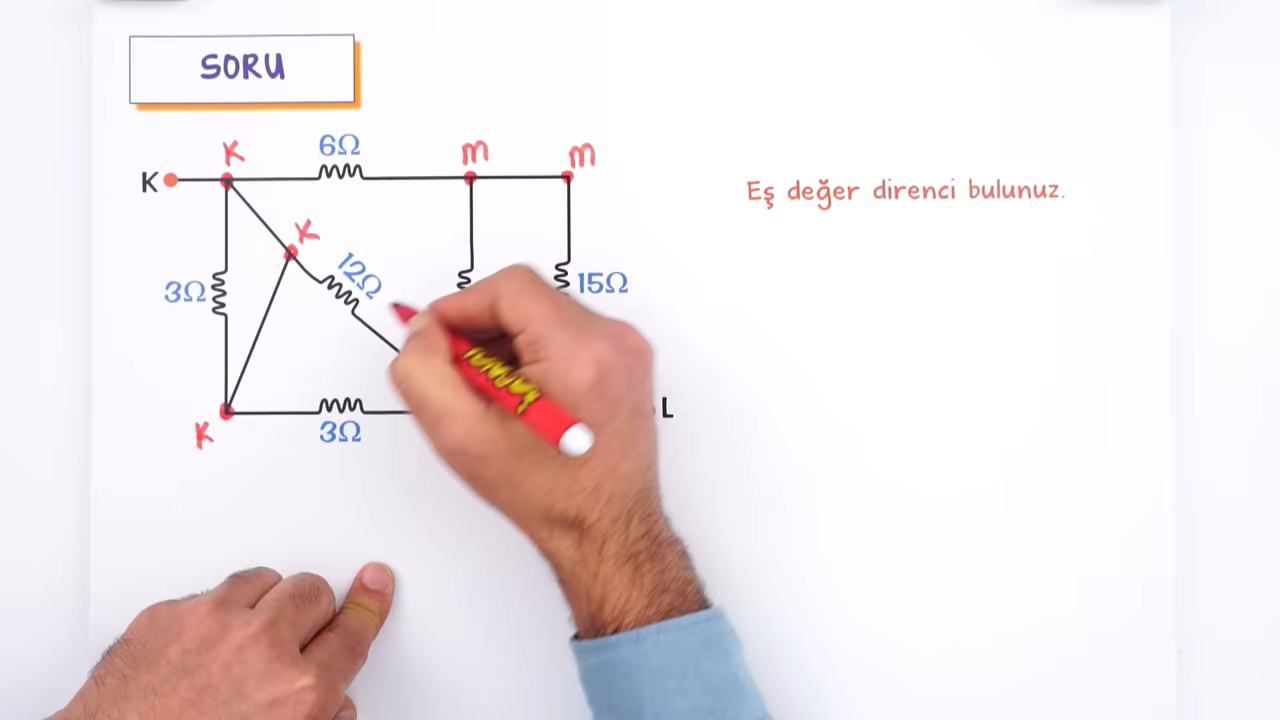 SORU
K 6Ω m m
K
Eş değer direnci bulunuz.
K
12Ω
3Ω 15Ω
L
K 3Ω